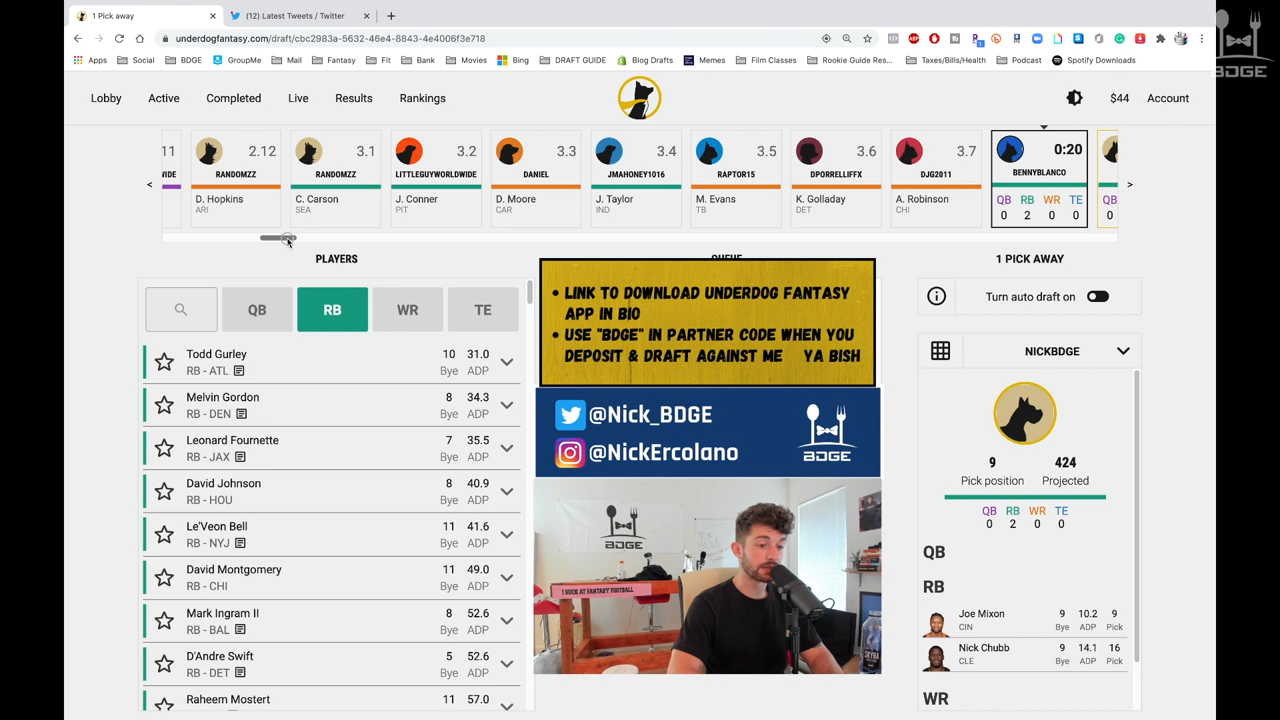 1 Pick away
(12) Latest Tweets / Twitter
underdogfantasy.com/draft/cbc2983a-5632-46e4-8843-4e4006f3e718
Apps Social BDGE GroupMe Mail Fantasy Fit Bank Movies Bing DRAFT GUIDE Blog Drafts Memes Film Classes Rookie Guide Res... Taxes/Bills/Health Podcast Spotify Downloads
BDGE
Lobby Active Completed Live Results Rankings
$44 Account
11 2.12 3.1 3.2 3.3 3.4 3.5 3.6 3.7 0:20
WIDE RANDOMZZ RANDOMZZ LITTLEGUYWORLDWIDE DANIEL JMAHONEY1016 RAPTOR15 DPORRELLIFFX DJG2011 BENNYBLANCO
D. Hopkins C. Carson J. Conner D. Moore J. Taylor M. Evans K. Golladay A. Robinson QB RB WR TE QB
ARI SEA PIT CAR IND TB DET CHI 0 2 0 0 0
< >
PLAYERS
QUEUE
1 PICK AWAY
QB RB WR TE
Todd Gurley 10 31.0
RB - ATL Bye ADP
Melvin Gordon 8 34.3
RB - DEN Bye ADP
Leonard Fournette 7 35.5
RB - JAX Bye ADP
David Johnson 8 40.9
RB - HOU Bye ADP
Le'Veon Bell 11 41.6
RB - NYJ Bye ADP
David Montgomery 11 49.0
RB - CHI Bye ADP
Mark Ingram II 8 52.6
RB - BAL Bye ADP
D'Andre Swift 5 52.6
RB - DET Bye ADP
Raheem Mostert 11 57.0
• LINK TO DOWNLOAD UNDERDOG FANTASY
APP IN BIO
• USE "BDGE" IN PARTNER CODE WHEN YOU
DEPOSIT & DRAFT AGAINST ME YA BISH
@Nick_BDGE
@NickErcolano
BDGE
BDGE
I SUCK AT FANTASY FOOTBALL
Turn auto draft on
NICKBDGE
9 424
Pick position Projected
QB RB WR TE
0 2 0 0
QB
RB
Joe Mixon 9 10.2 9
CIN Bye ADP Pick
Nick Chubb 9 14.1 16
CLE Bye ADP Pick
WR